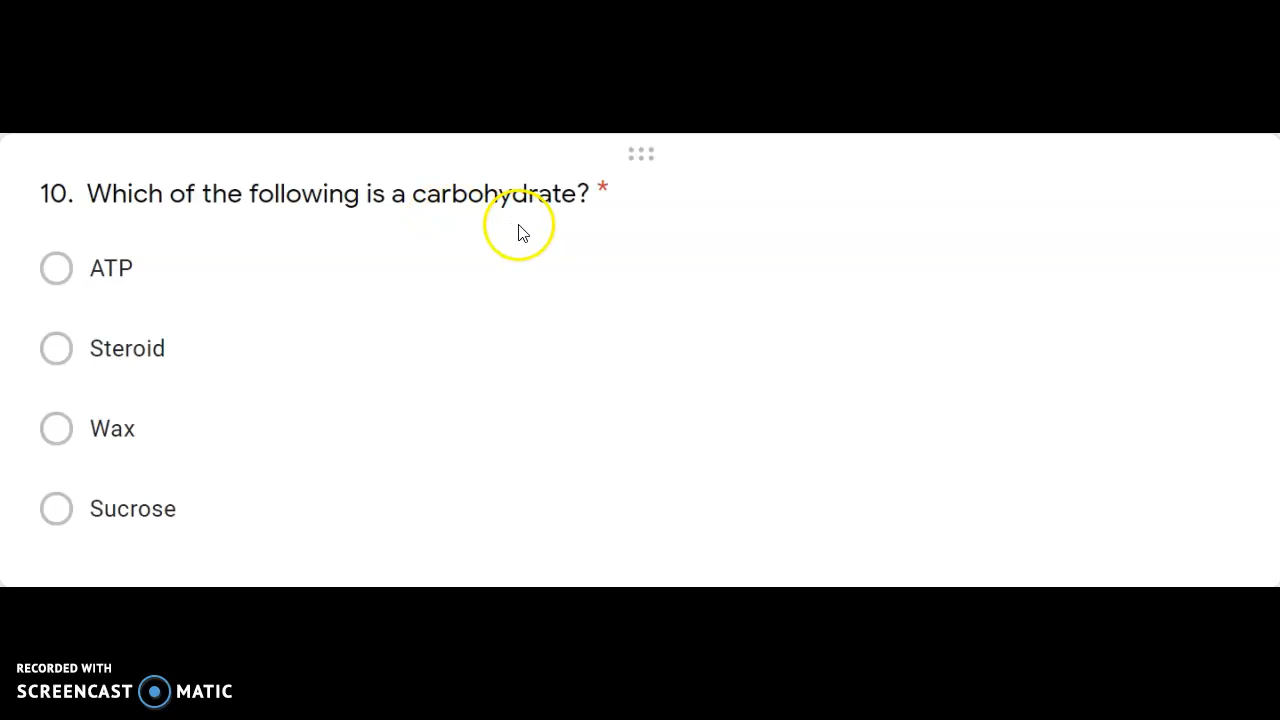 10. Which of the following is a carbohydrate? *
ATP
Steroid
Wax
Sucrose
RECORDED WITH
SCREENCAST MATIC